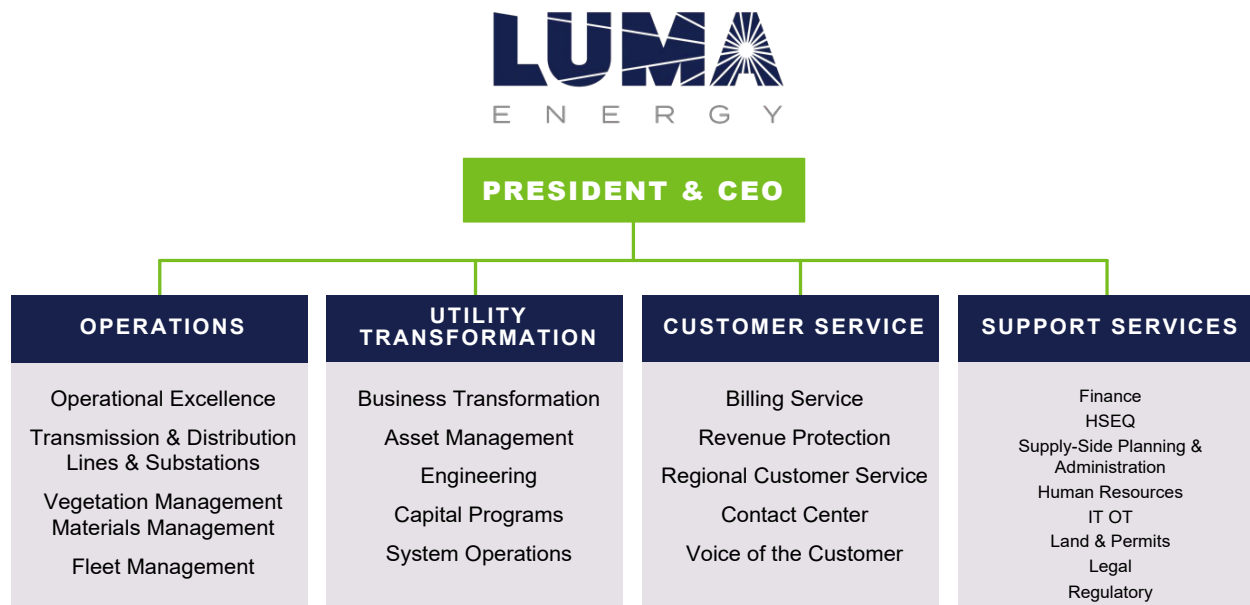 LUMA
ENERGY
PRESIDENT & CEO
OPERATIONS
Operational Excellence
Transmission & Distribution
Lines & Substations
Vegetation Management
Materials Management
Fleet Management
UTILITY
TRANSFORMATION
Business Transformation
Asset Management
Engineering
Capital Programs
System Operations
CUSTOMER SERVICE
Billing Service
Revenue Protection
Regional Customer Service
Contact Center
Voice of the Customer
SUPPORT SERVICES
Finance
HSEQ
Supply-Side Planning &
Administration
Human Resources
IT OT
Land & Permits
Legal
Regulatory